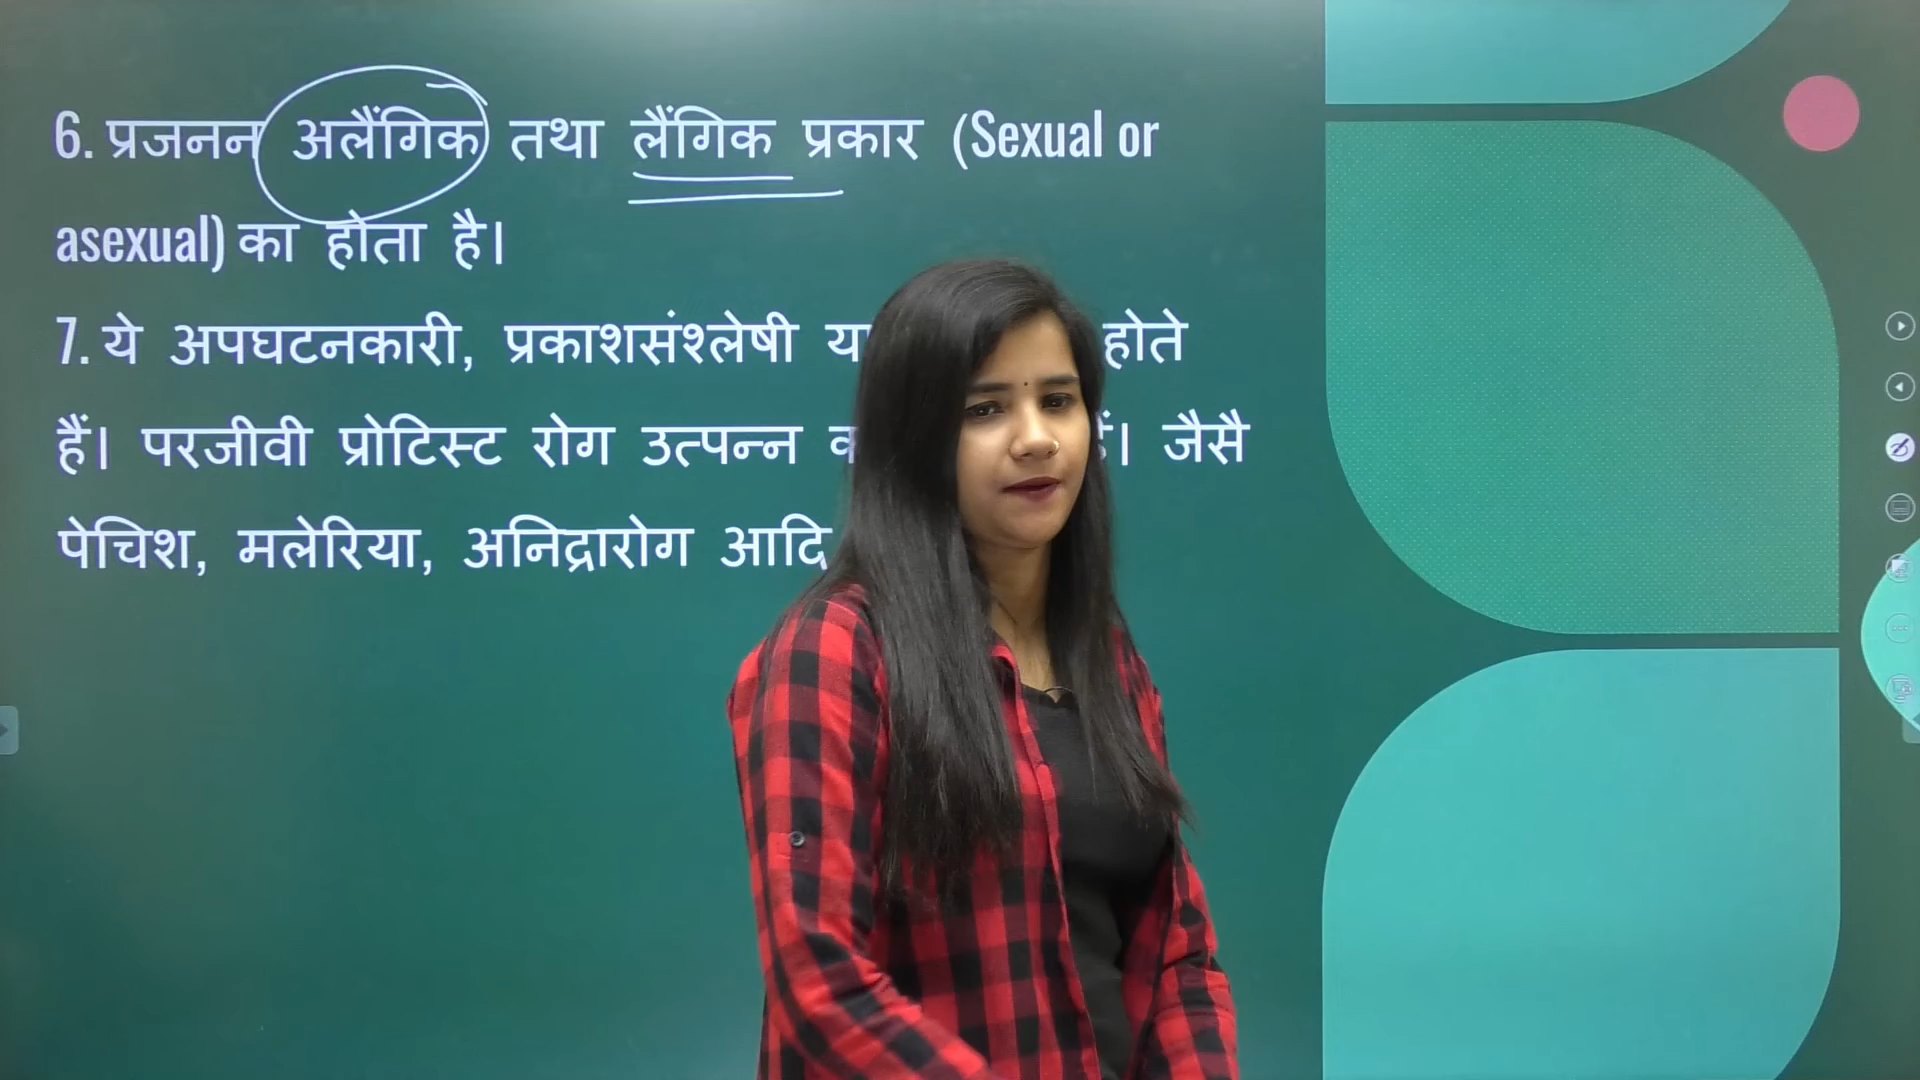 6. प्रजनन अलैंगिक तथा लैंगिक प्रकार (Sexual or
asexual) का होता है।
7. ये अपघटनकारी, प्रकाशसंश्लेषी होते
हैं। परजीवी प्रोटिस्ट रोग उत्पन्न जैसै
पेचिश, मलेरिया, अनिद्रारोग आदि